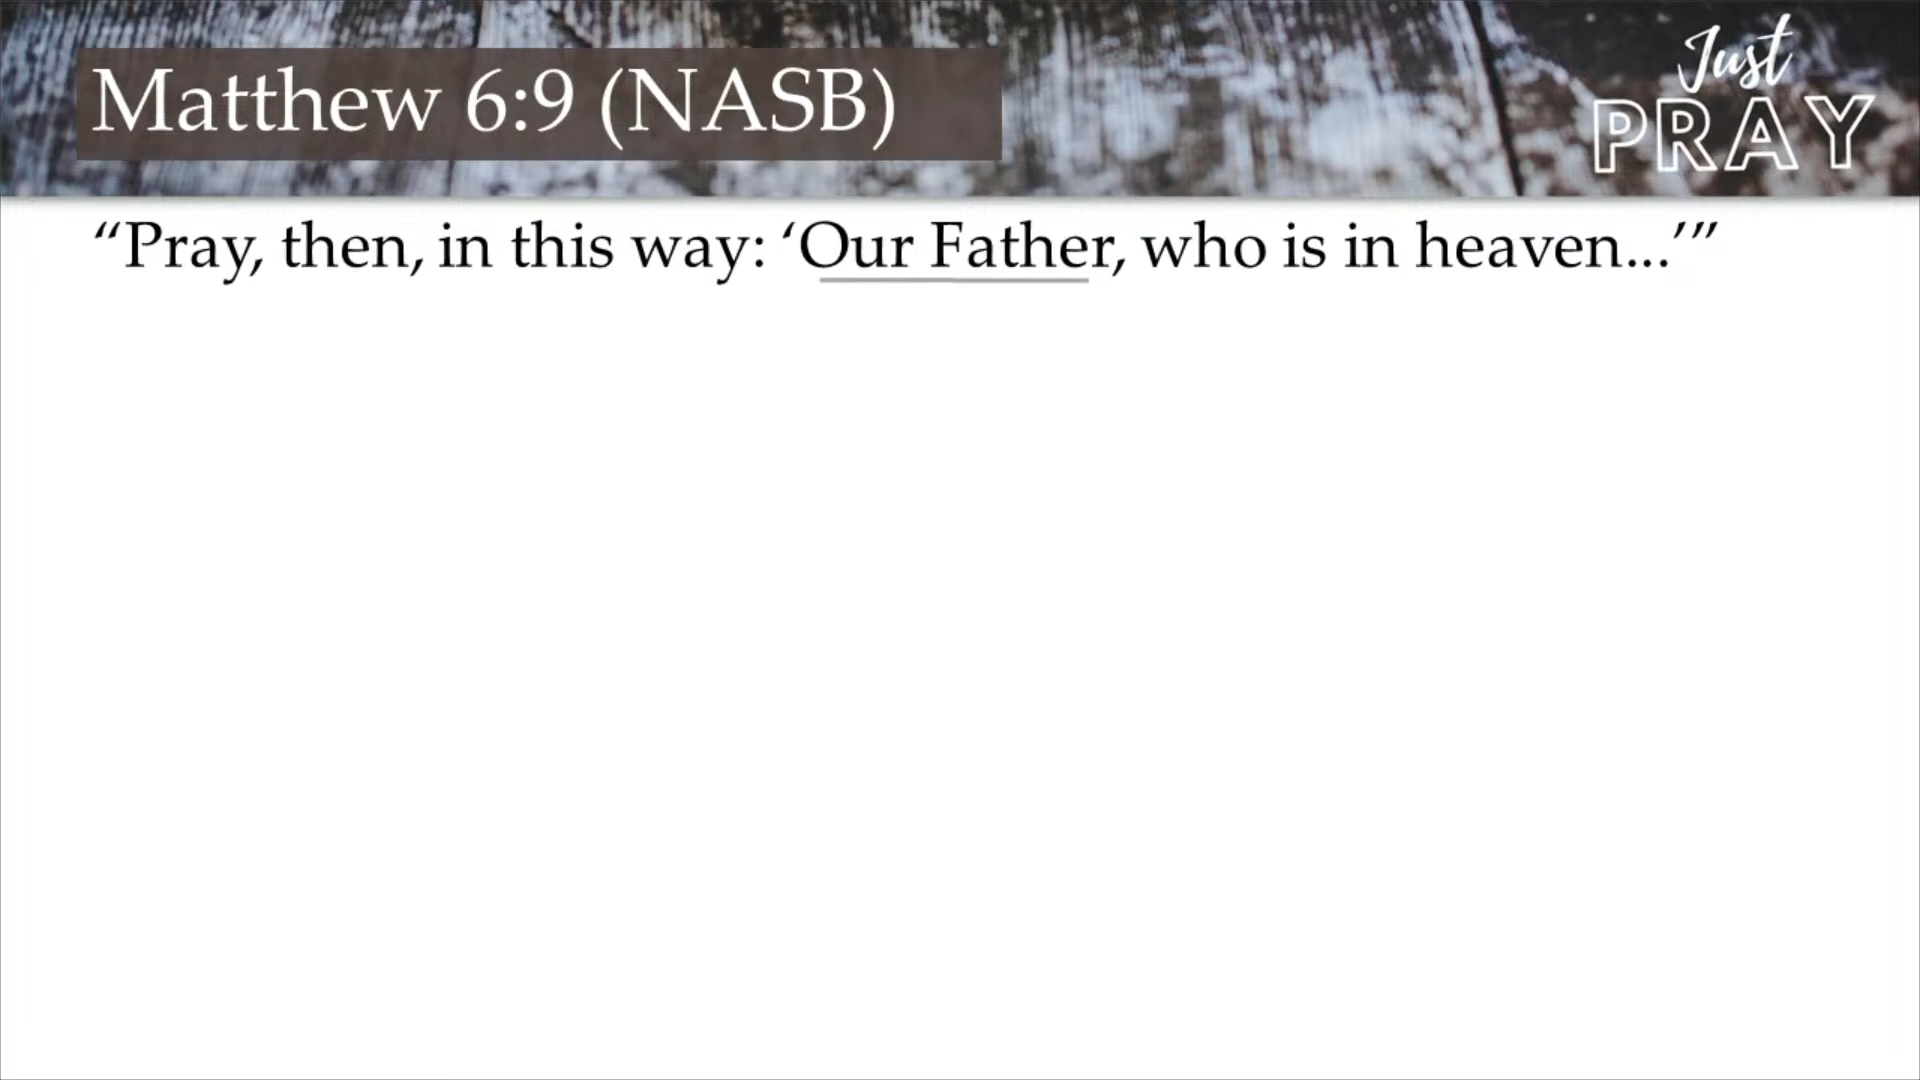 Matthew 6:9 (NASB)
Just
PRAY
“Pray, then, in this way: ‘Our Father, who is in heaven...’”